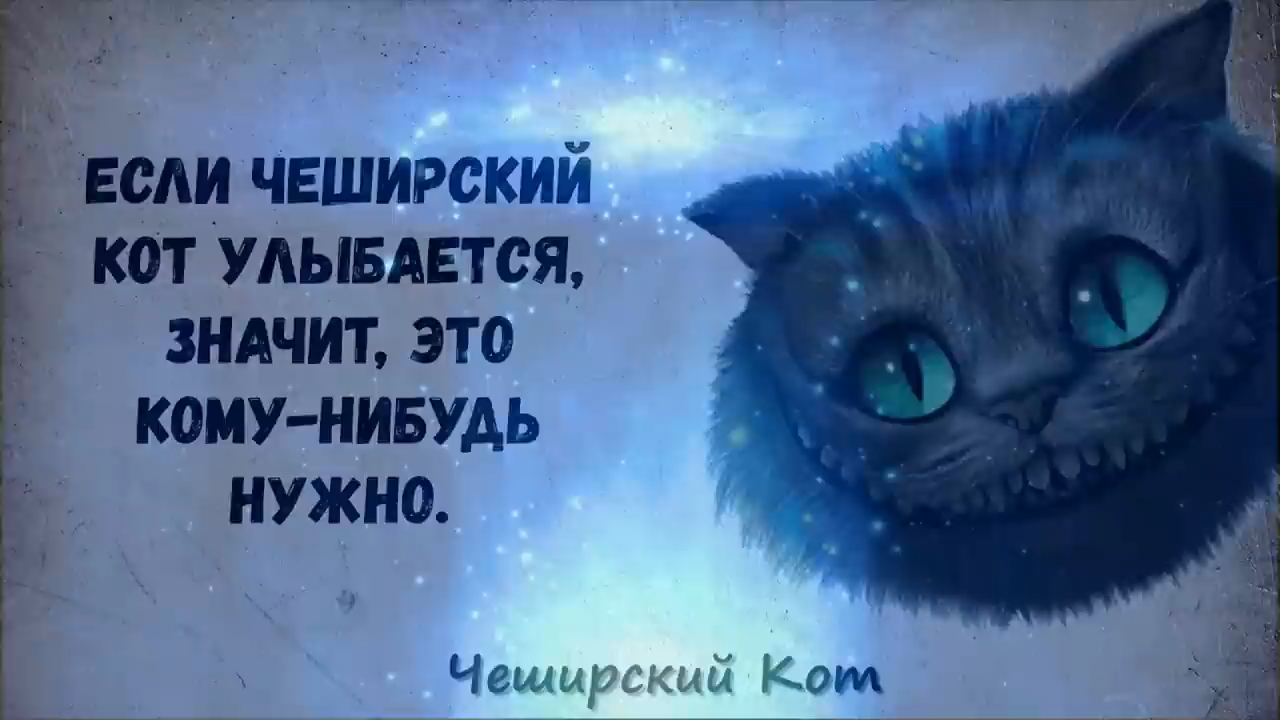 ЕСЛИ ЧЕШИРСКИЙ
КОТ УЛЫБАЕТСЯ,
ЗНАЧИТ, ЭТО
КОМУ-НИБУДЬ
НУЖНО.
Чеширский Кот